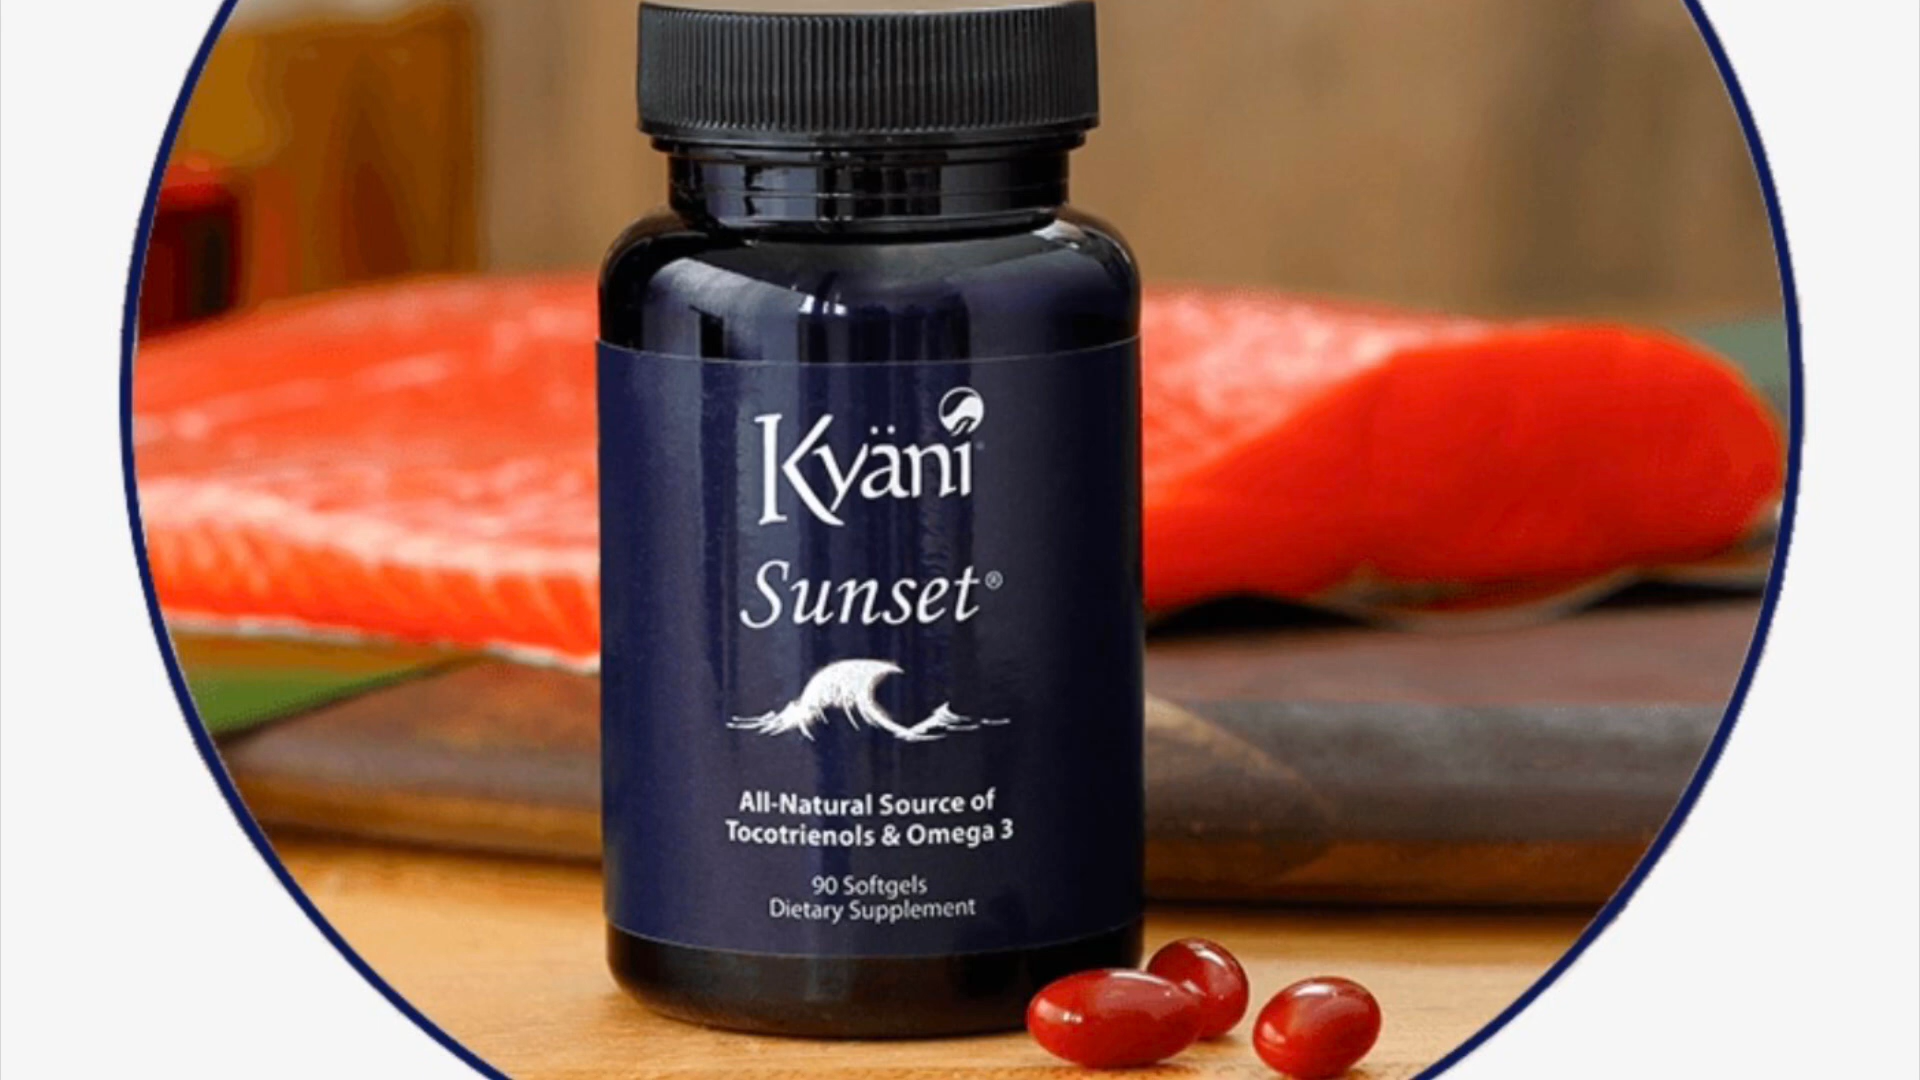 Kyäni
Sunset®
All-Natural Source of
Tocotrienols & Omega 3
90 Softgels
Dietary Supplement